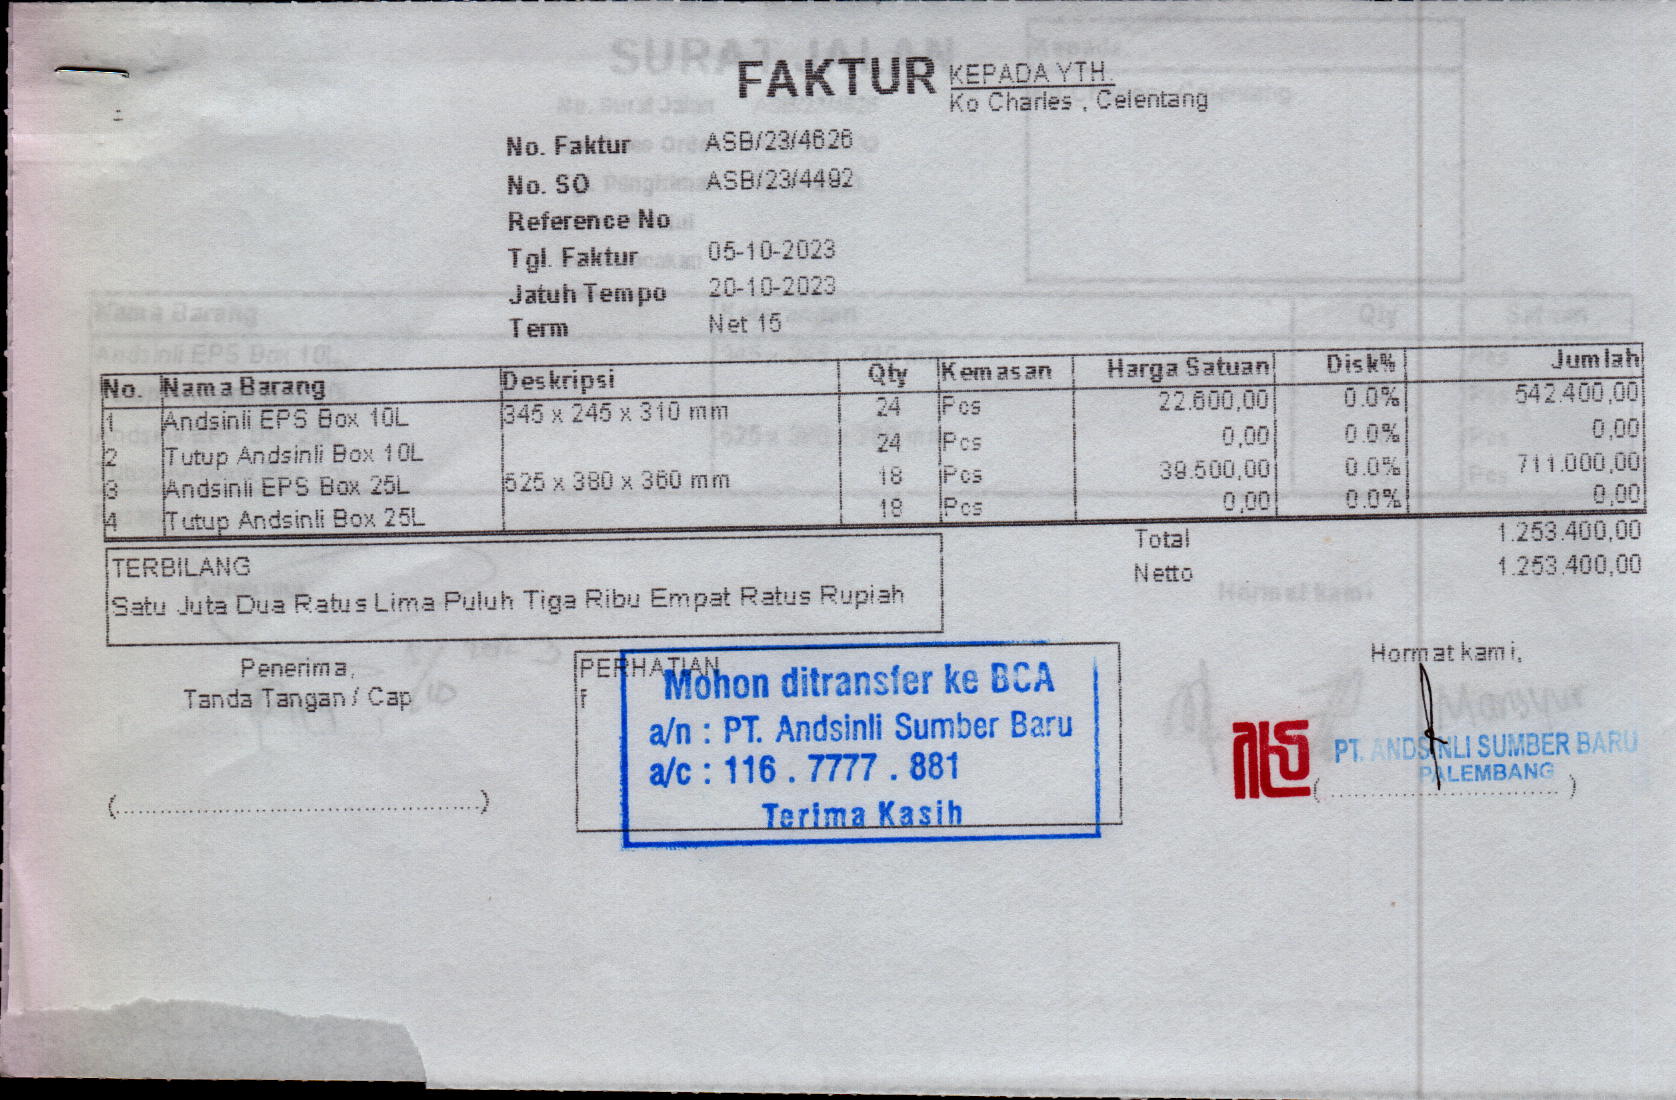 FAKTUR
KEPADA YTH.
Ko Charles , Celentang
No. Faktur ASB/23/4626
No. SO ASB/23/4492
Reference No
Tgl. Faktur 05-10-2023
Jatuh Tempo 20-10-2023
Term Net 15
No. Nama Barang Deskripsi Qty Kemasan Harga Satuan Disk% Jumlah
1 Andsinli EPS Box 10L 345 x 245 x 310 mm 24 Pcs 22.600,00 0.0% 542.400,00
2 Tutup Andsinli Box 10L 24 Pcs 0,00 0.0% 0,00
3 Andsinli EPS Box 25L 525 x 380 x 360 mm 18 Pcs 39.500,00 0.0% 711.000,00
4 Tutup Andsinli Box 25L 18 Pcs 0,00 0.0% 0,00
Total 1.253.400,00
Netto 1.253.400,00
TERBILANG
Satu Juta Dua Ratus Lima Puluh Tiga Ribu Empat Ratus Rupiah
Penerima,
Tanda Tangan / Cap
(................................................)
PERHATIAN
f
Mohon ditransfer ke BCA
a/n : PT. Andsinli Sumber Baru
a/c : 116 . 7777 . 881
Terima Kasih
Hormat kami,
PT. ANDSINLI SUMBER BARU
PALEMBANG
(................................)